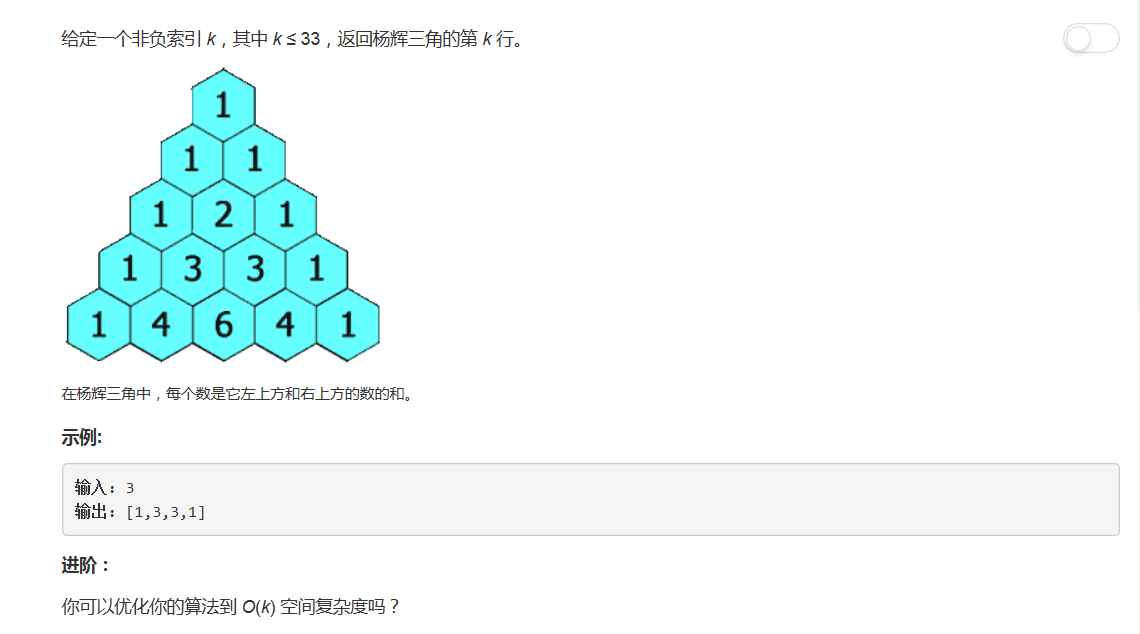 给定一个非负索引 k，其中 k ≤ 33，返回杨辉三角的第 k 行。
1
1 1
1 2 1
1 3 3 1
1 4 6 4 1
在杨辉三角中，每个数是它左上方和右上方的数的和。
示例:
输入: 3
输出: [1,3,3,1]
进阶：
你可以优化你的算法到 O(k) 空间复杂度吗？